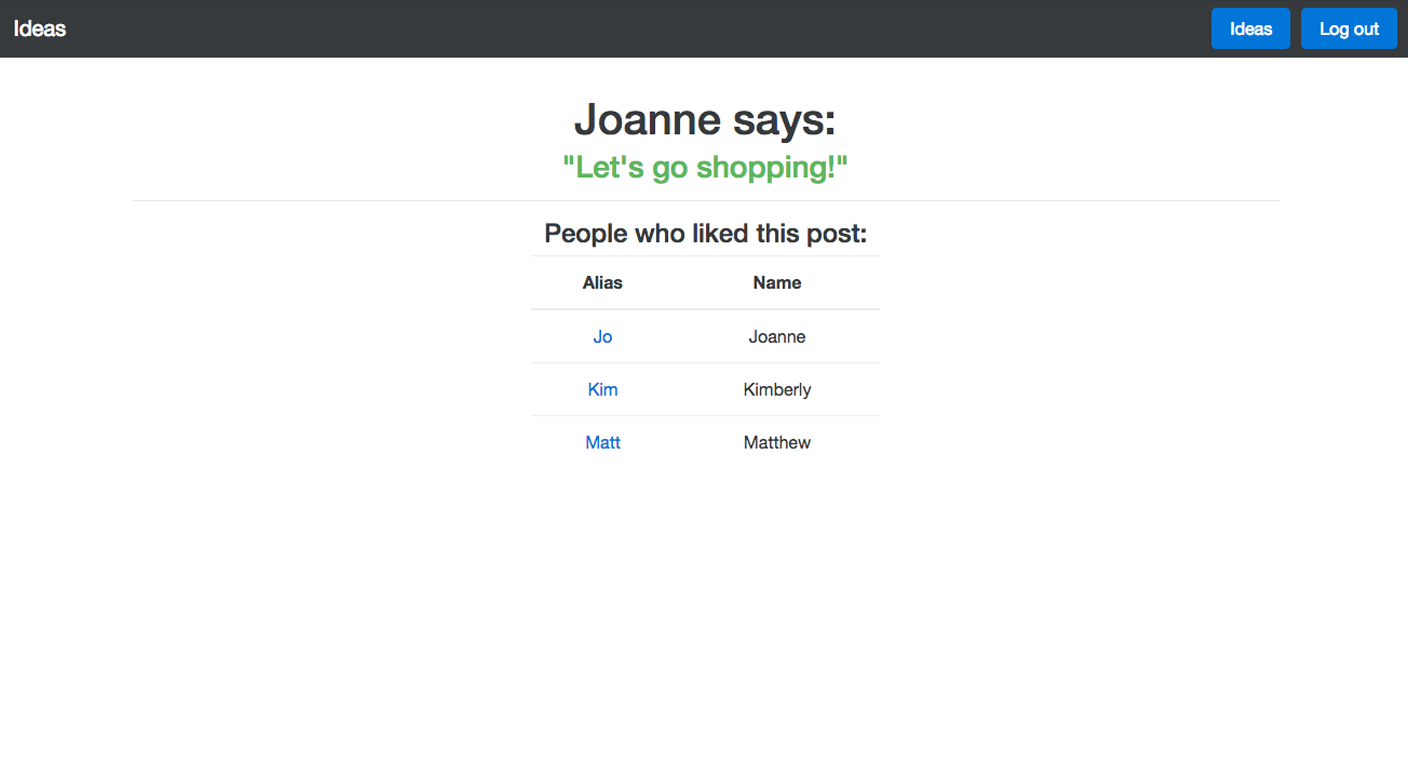 Ideas Ideas Log out
Joanne says:
"Let's go shopping!"
People who liked this post:
Alias Name
Jo Joanne
Kim Kimberly
Matt Matthew